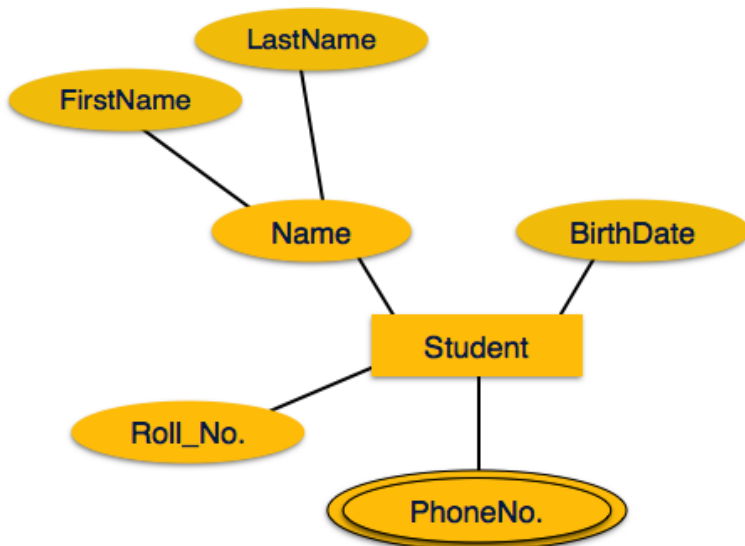 LastName
FirstName
Name
BirthDate
Student
Roll_No.
PhoneNo.